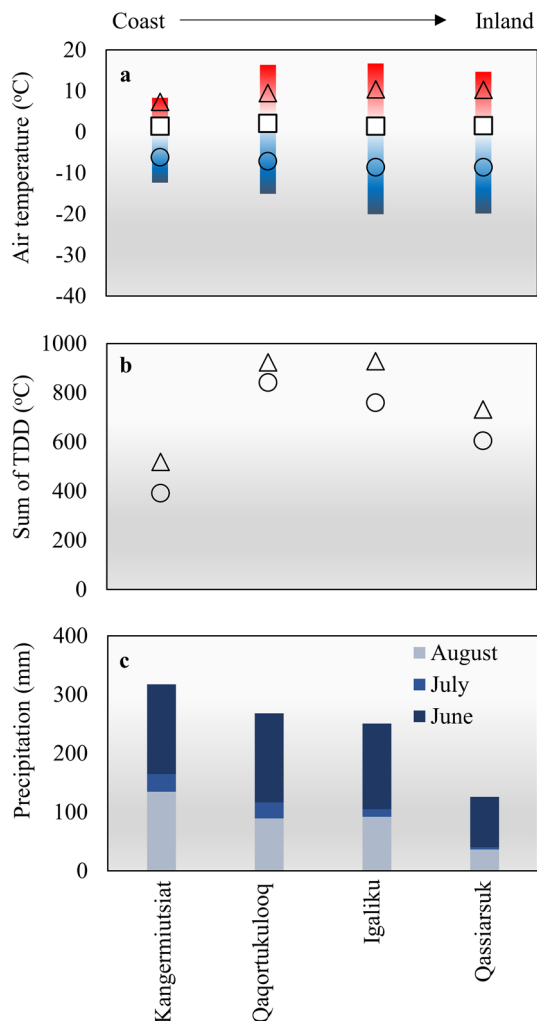 Coast Inland
a
Air temperature (°C)
20
10
0
-10
-20
-30
-40
b
Sum of TDD (°C)
1000
800
600
400
200
0
c
Precipitation (mm)
400
300
200
100
0
August
July
June
Kangermiutsiat
Qaqortukulooq
Igaliku
Qassiarsuk